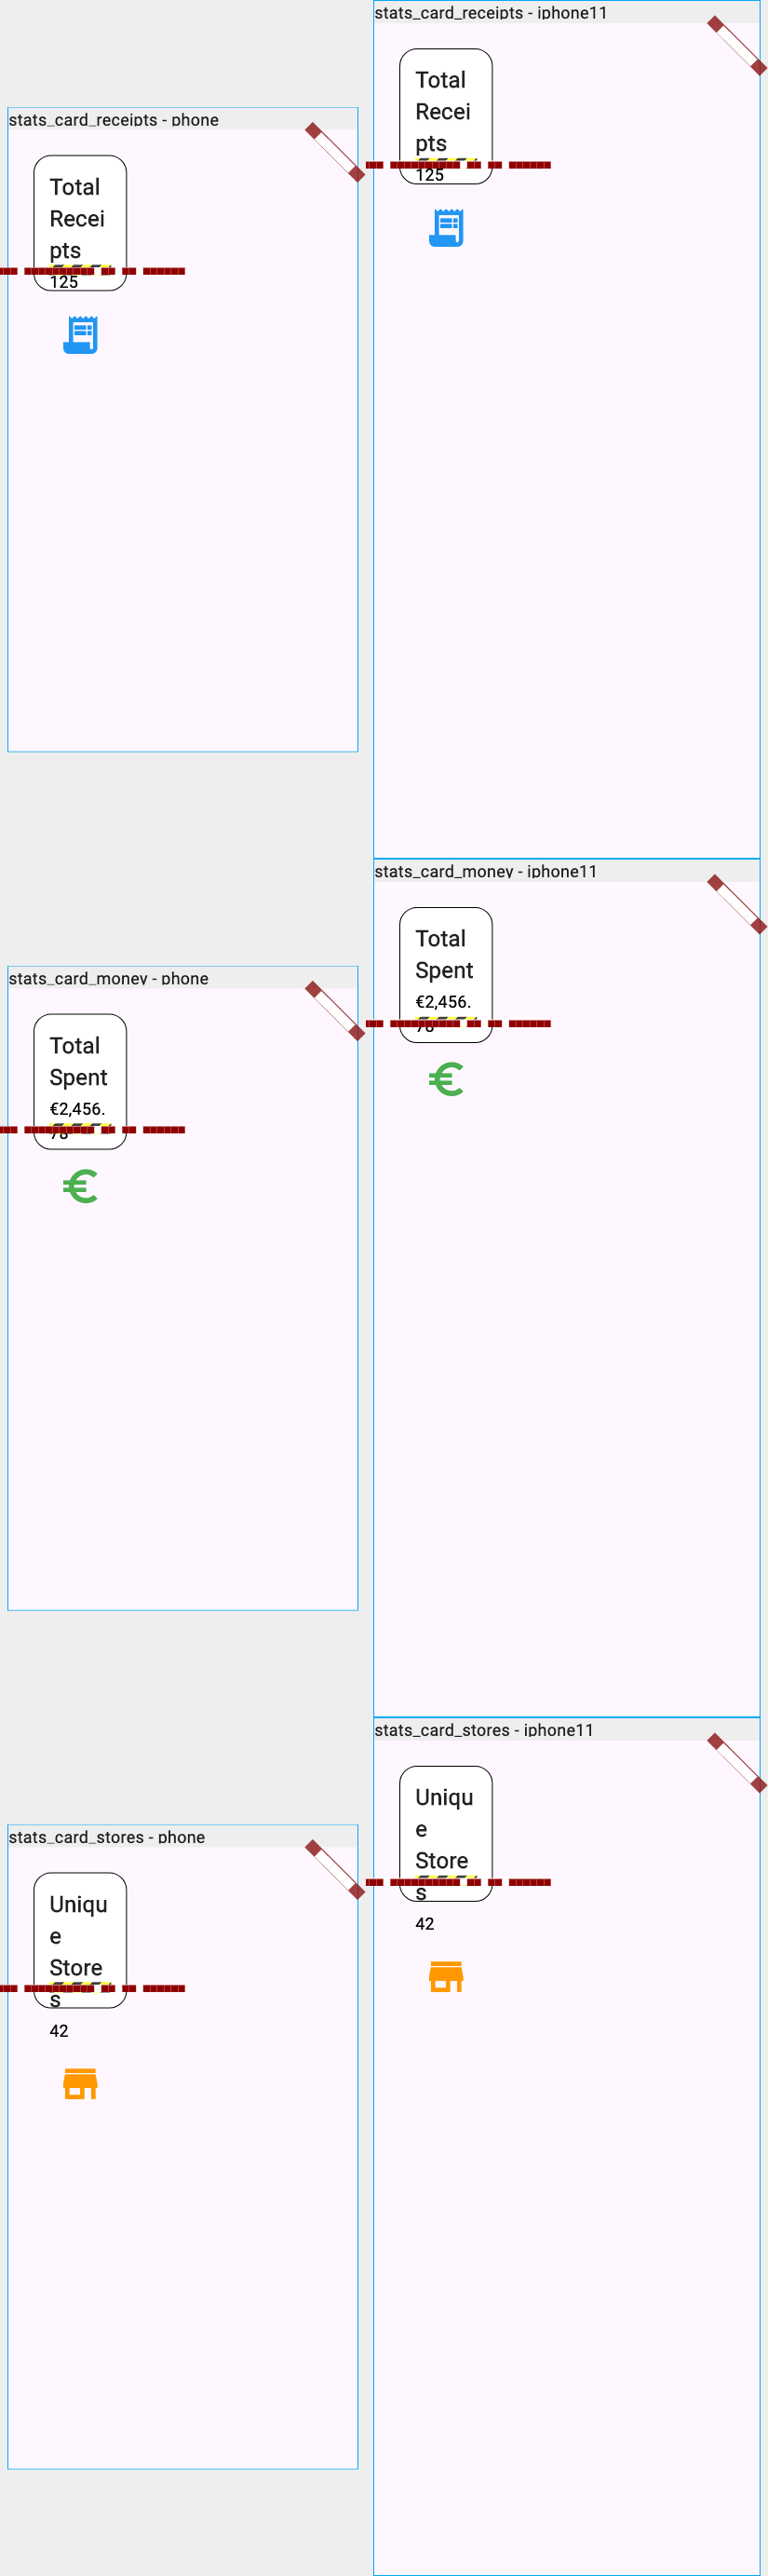 stats_card_receipts - phone
Total
Recei
pts
125
stats_card_receipts - iphone11
Total
Recei
pts
125
stats_card_money - phone
Total
Spent
€2,456.
78
stats_card_money - iphone11
Total
Spent
€2,456.
78
stats_card_stores - phone
Uniqu
e
Store
s
42
stats_card_stores - iphone11
Uniqu
e
Store
s
42